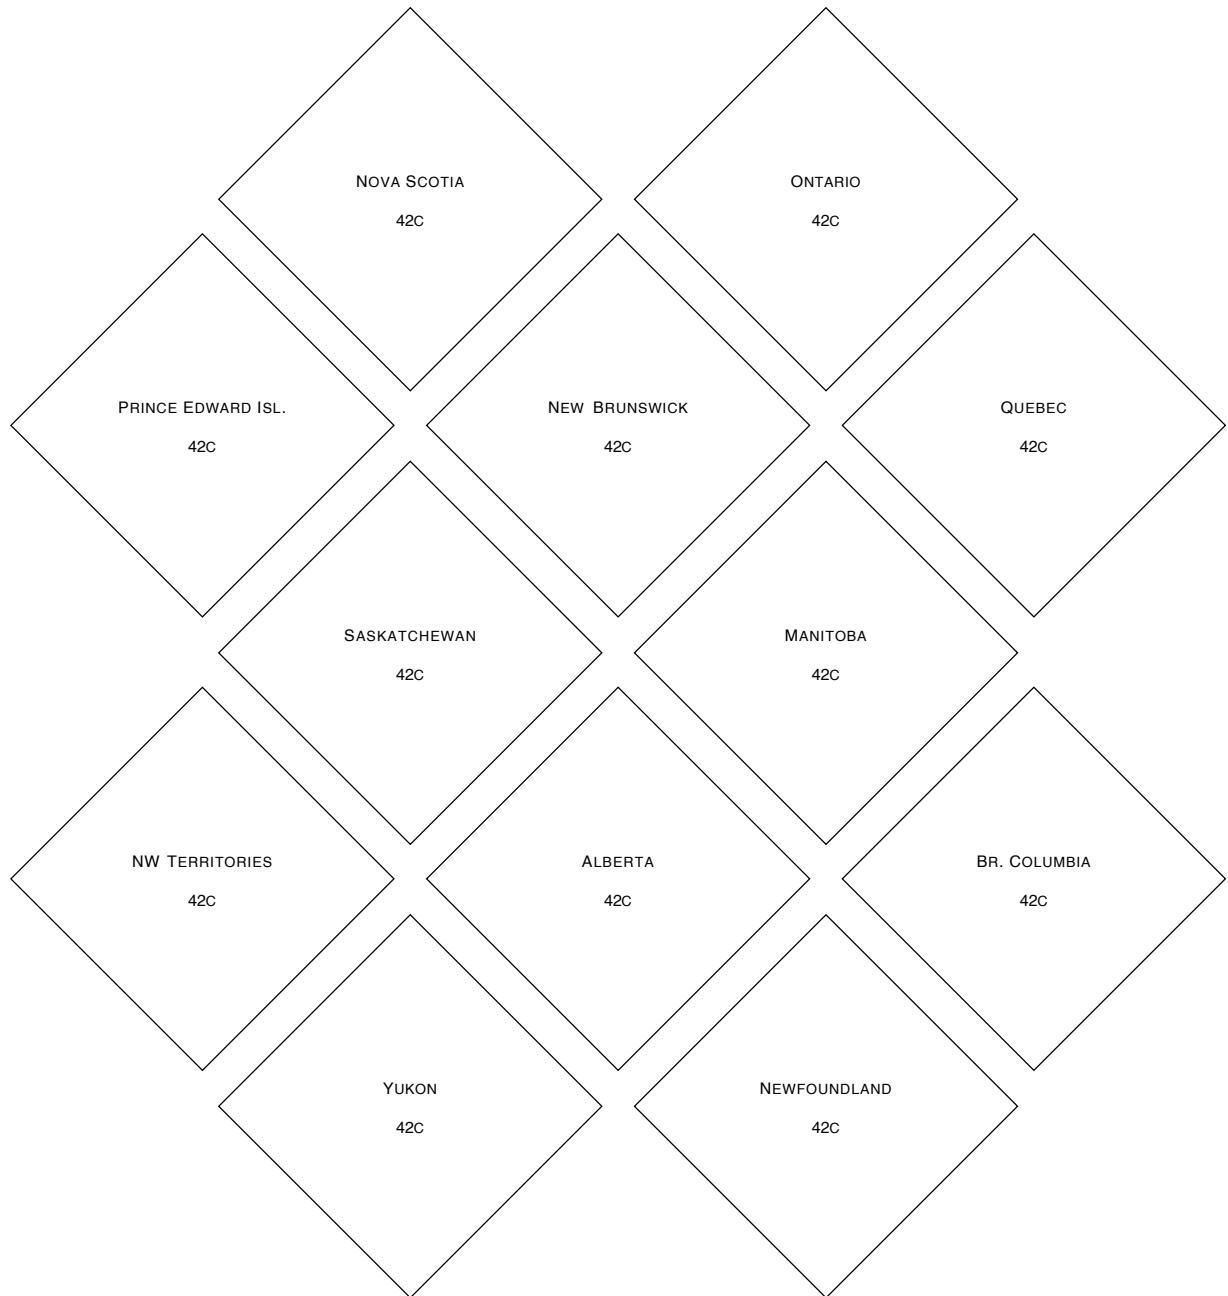 NOVA SCOTIA
42C
ONTARIO
42C
PRINCE EDWARD ISL.
42C
NEW BRUNSWICK
42C
QUEBEC
42C
SASKATCHEWAN
42C
MANITOBA
42C
NW TERRITORIES
42C
ALBERTA
42C
BR. COLUMBIA
42C
YUKON
42C
NEWFOUNDLAND
42C